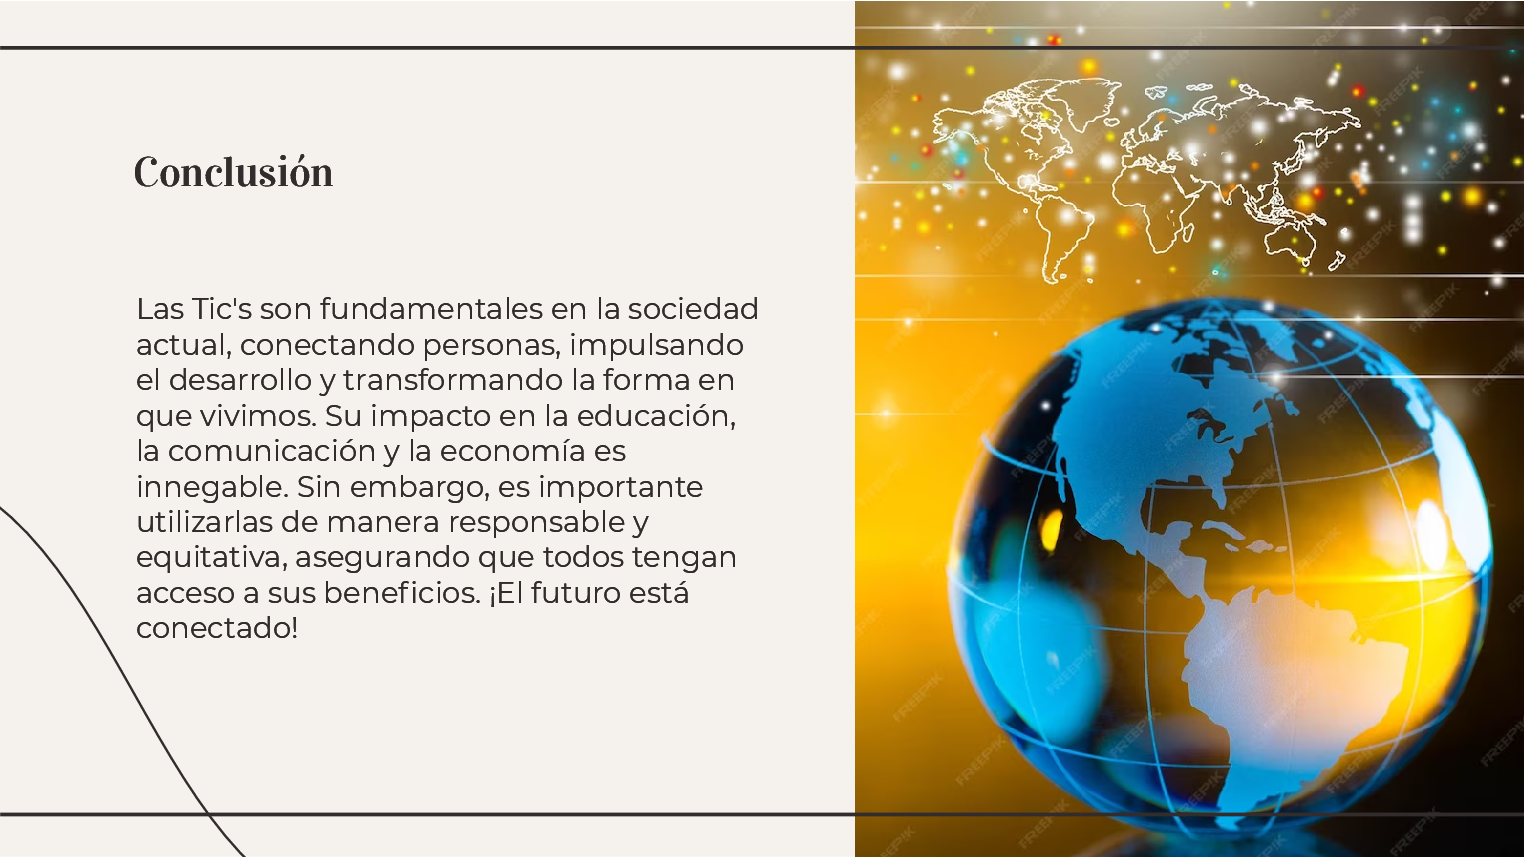 Conclusión
Las Tic's son fundamentales en la sociedad
actual, conectando personas, impulsando
el desarrollo y transformando la forma en
que vivimos. Su impacto en la educación,
la comunicación y la economía es
innegable. Sin embargo, es importante
utilizarlas de manera responsable y
equitativa, asegurando que todos tengan
acceso a sus beneficios. ¡El futuro está
conectado!
FREEPIK